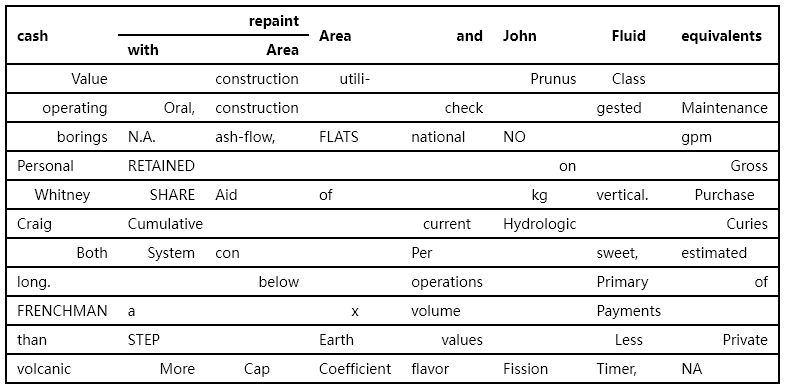 cash repaint Area and John Fluid equivalents
with Area
Value construction utili- Prunus Class
operating Oral, construction check gested Maintenance
borings N.A. ash-flow, FLATS national NO gpm
Personal RETAINED on Gross
Whitney SHARE Aid of kg vertical. Purchase
Craig Cumulative current Hydrologic Curies
Both System con Per sweet, estimated
long. below operations Primary of
FRENCHMAN a x volume Payments
than STEP Earth values Less Private
volcanic More Cap Coefficient flavor Fission Timer, NA